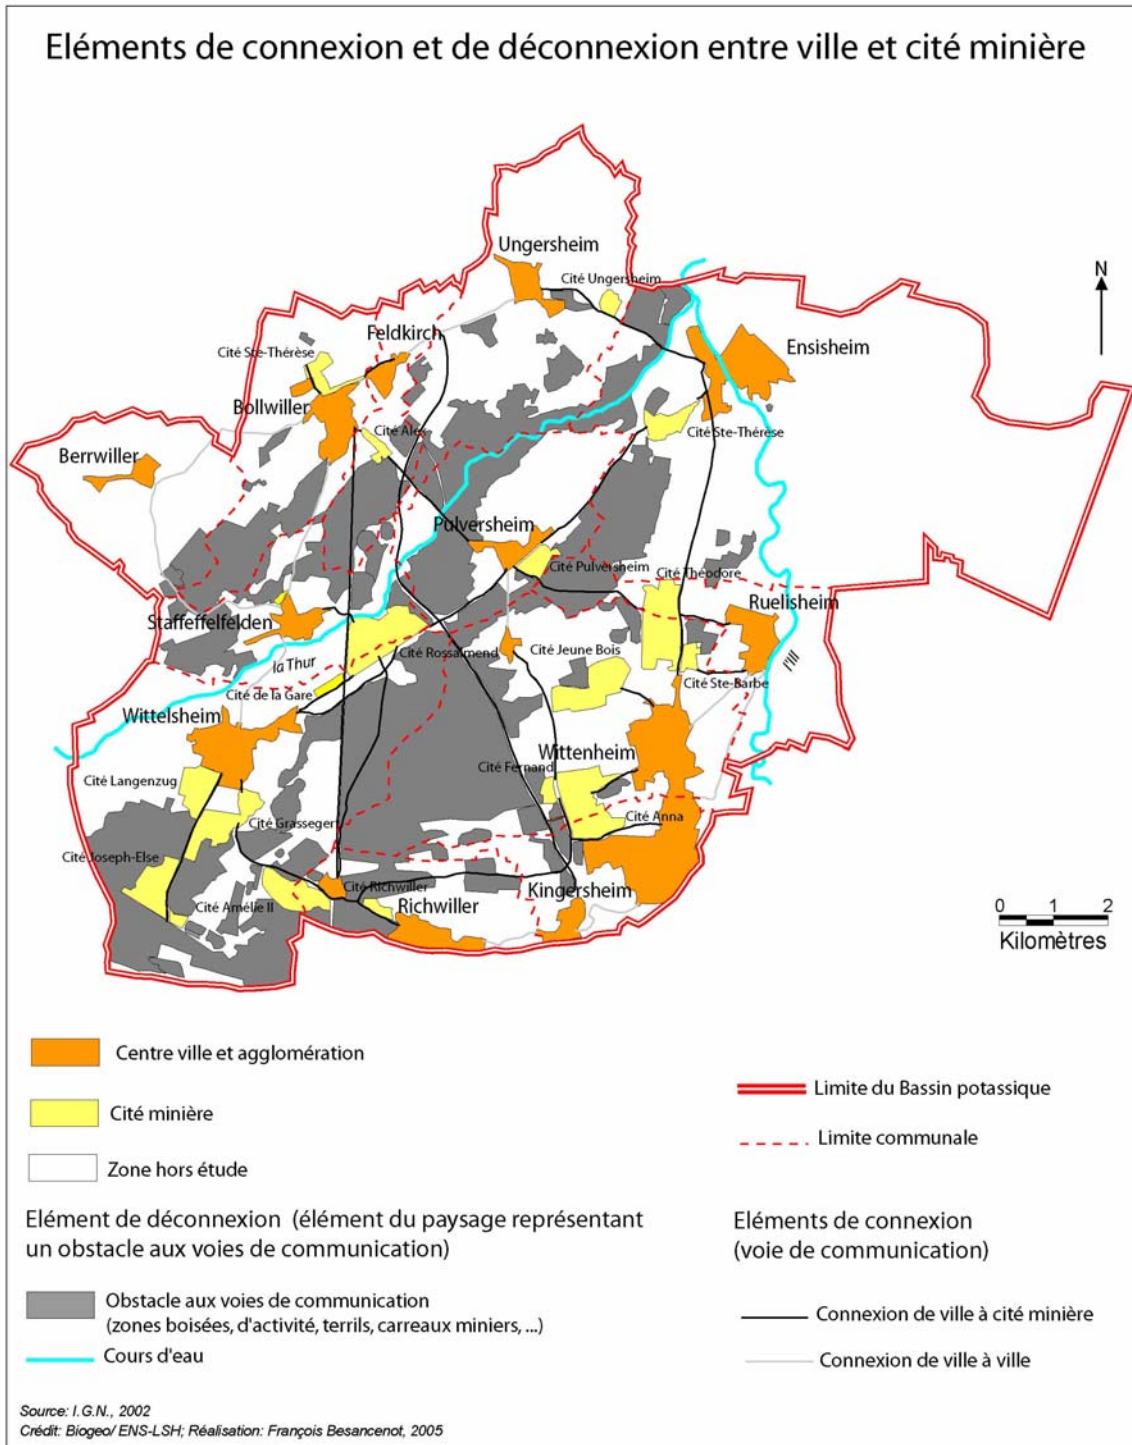 Eléments de connexion et de déconnexion entre ville et cité minière
Ungersheim
Cité Ungersheim
N
Feldkirch
Ensisheim
Cité Ste-Thérèse
Bollwiller
Cité Alex
Cité Ste-Thérèse
Berrwiller
Pulversheim
Cité Pulversheim
Cité Théodore
Ruelisheim
Staffeffelfelden
Cité Rossalmend
Cité Jeune Bois
la Thur
l'Ill
Cité de la Gare
Cité Ste-Barbe
Wittelsheim
Wittenheim
Cité Fernand
Cité Langenzug
Cité Anna
Cité Grassegert
Cité Joseph-Else
Cité Richwiller
Kingersheim
Cité Amélie II
Richwiller
0 1 2
Kilomètres
Centre ville et agglomération
Cité minière
Zone hors étude
Limite du Bassin potassique
Limite communale
Elément de déconnexion (élément du paysage représentant
un obstacle aux voies de communication)
Obstacle aux voies de communication
(zones boisées, d'activité, terrils, carreaux miniers, ...)
Cours d'eau
Eléments de connexion
(voie de communication)
Connexion de ville à cité minière
Connexion de ville à ville
Source: I.G.N., 2002
Crédit: Biogeo/ ENS-LSH; Réalisation: François Besancenot, 2005